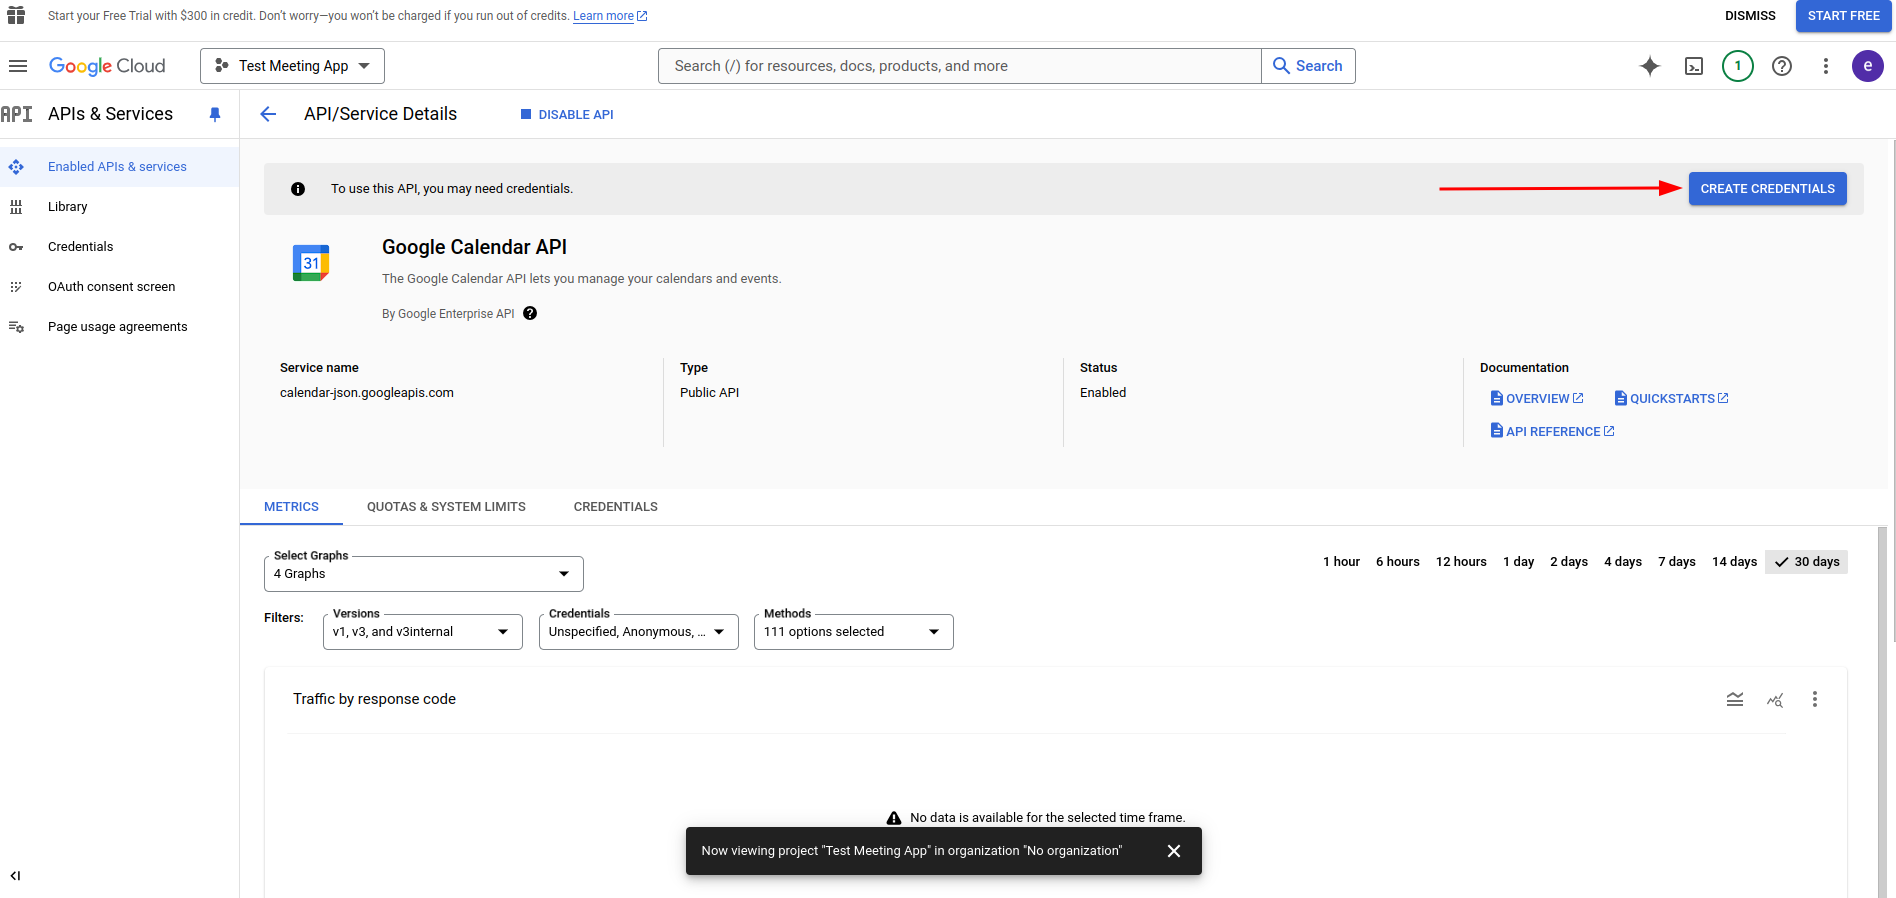 Start your Free Trial with $300 in credit. Don't worry—you won't be charged if you run out of credits. Learn more
DISMISS
START FREE
Google Cloud
Test Meeting App
Search (/) for resources, docs, products, and more
Search
1
e
API
APIs & Services
API/Service Details
DISABLE API
Enabled APIs & services
Library
Credentials
OAuth consent screen
Page usage agreements
To use this API, you may need credentials.
CREATE CREDENTIALS
31
Google Calendar API
The Google Calendar API lets you manage your calendars and events.
By Google Enterprise API
Service name
calendar-json.googleapis.com
Type
Public API
Status
Enabled
Documentation
OVERVIEW
QUICKSTARTS
API REFERENCE
METRICS
QUOTAS & SYSTEM LIMITS
CREDENTIALS
Select Graphs
4 Graphs
1 hour
6 hours
12 hours
1 day
2 days
4 days
7 days
14 days
30 days
Filters:
Versions
v1, v3, and v3internal
Credentials
Unspecified, Anonymous, ...
Methods
111 options selected
Traffic by response code
No data is available for the selected time frame.
Now viewing project "Test Meeting App" in organization "No organization"